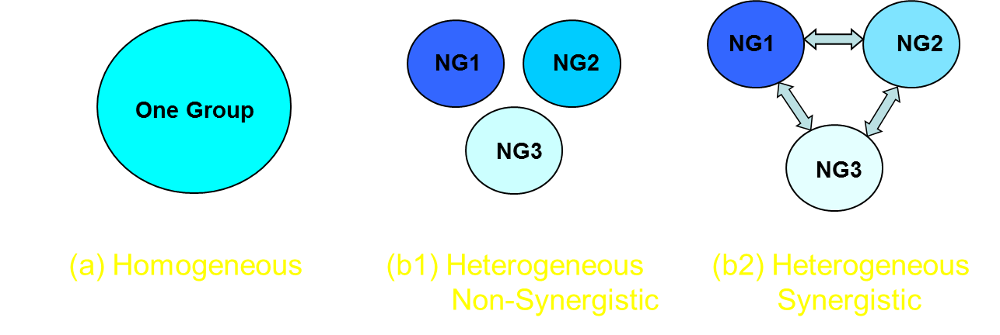 One Group
NG1
NG2
NG3
NG1
NG2
NG3
(a) Homogeneous
(b1) Heterogeneous
Non-Synergistic
(b2) Heterogeneous
Synergistic